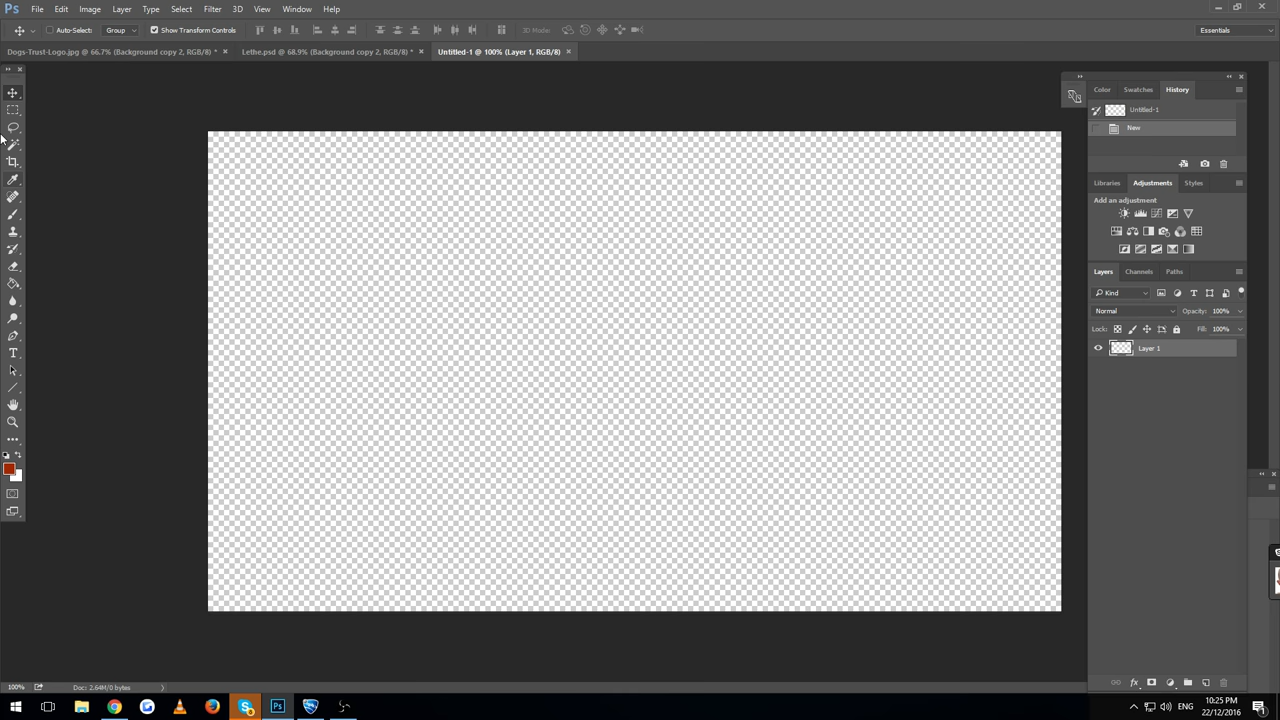 Ps File Edit Image Layer Type Select Filter 3D View Window Help
Auto-Select: Group Show Transform Controls 3D Mode: Essentials
Dogs-Trust-Logo.jpg @ 66.7% (Background copy 2, RGB/8) * × Lethe.psd @ 68.9% (Background copy 2, RGB/8) * × Untitled-1 @ 100% (Layer 1, RGB/8) ×
Color Swatches History
Untitled-1
New
Libraries Adjustments Styles
Add an adjustment
Layers Channels Paths
Kind
Normal Opacity: 100%
Lock: Fill: 100%
Layer 1
fx
100% Doc: 2.64M/0 bytes
Ps ENG 10:25 PM
22/12/2016